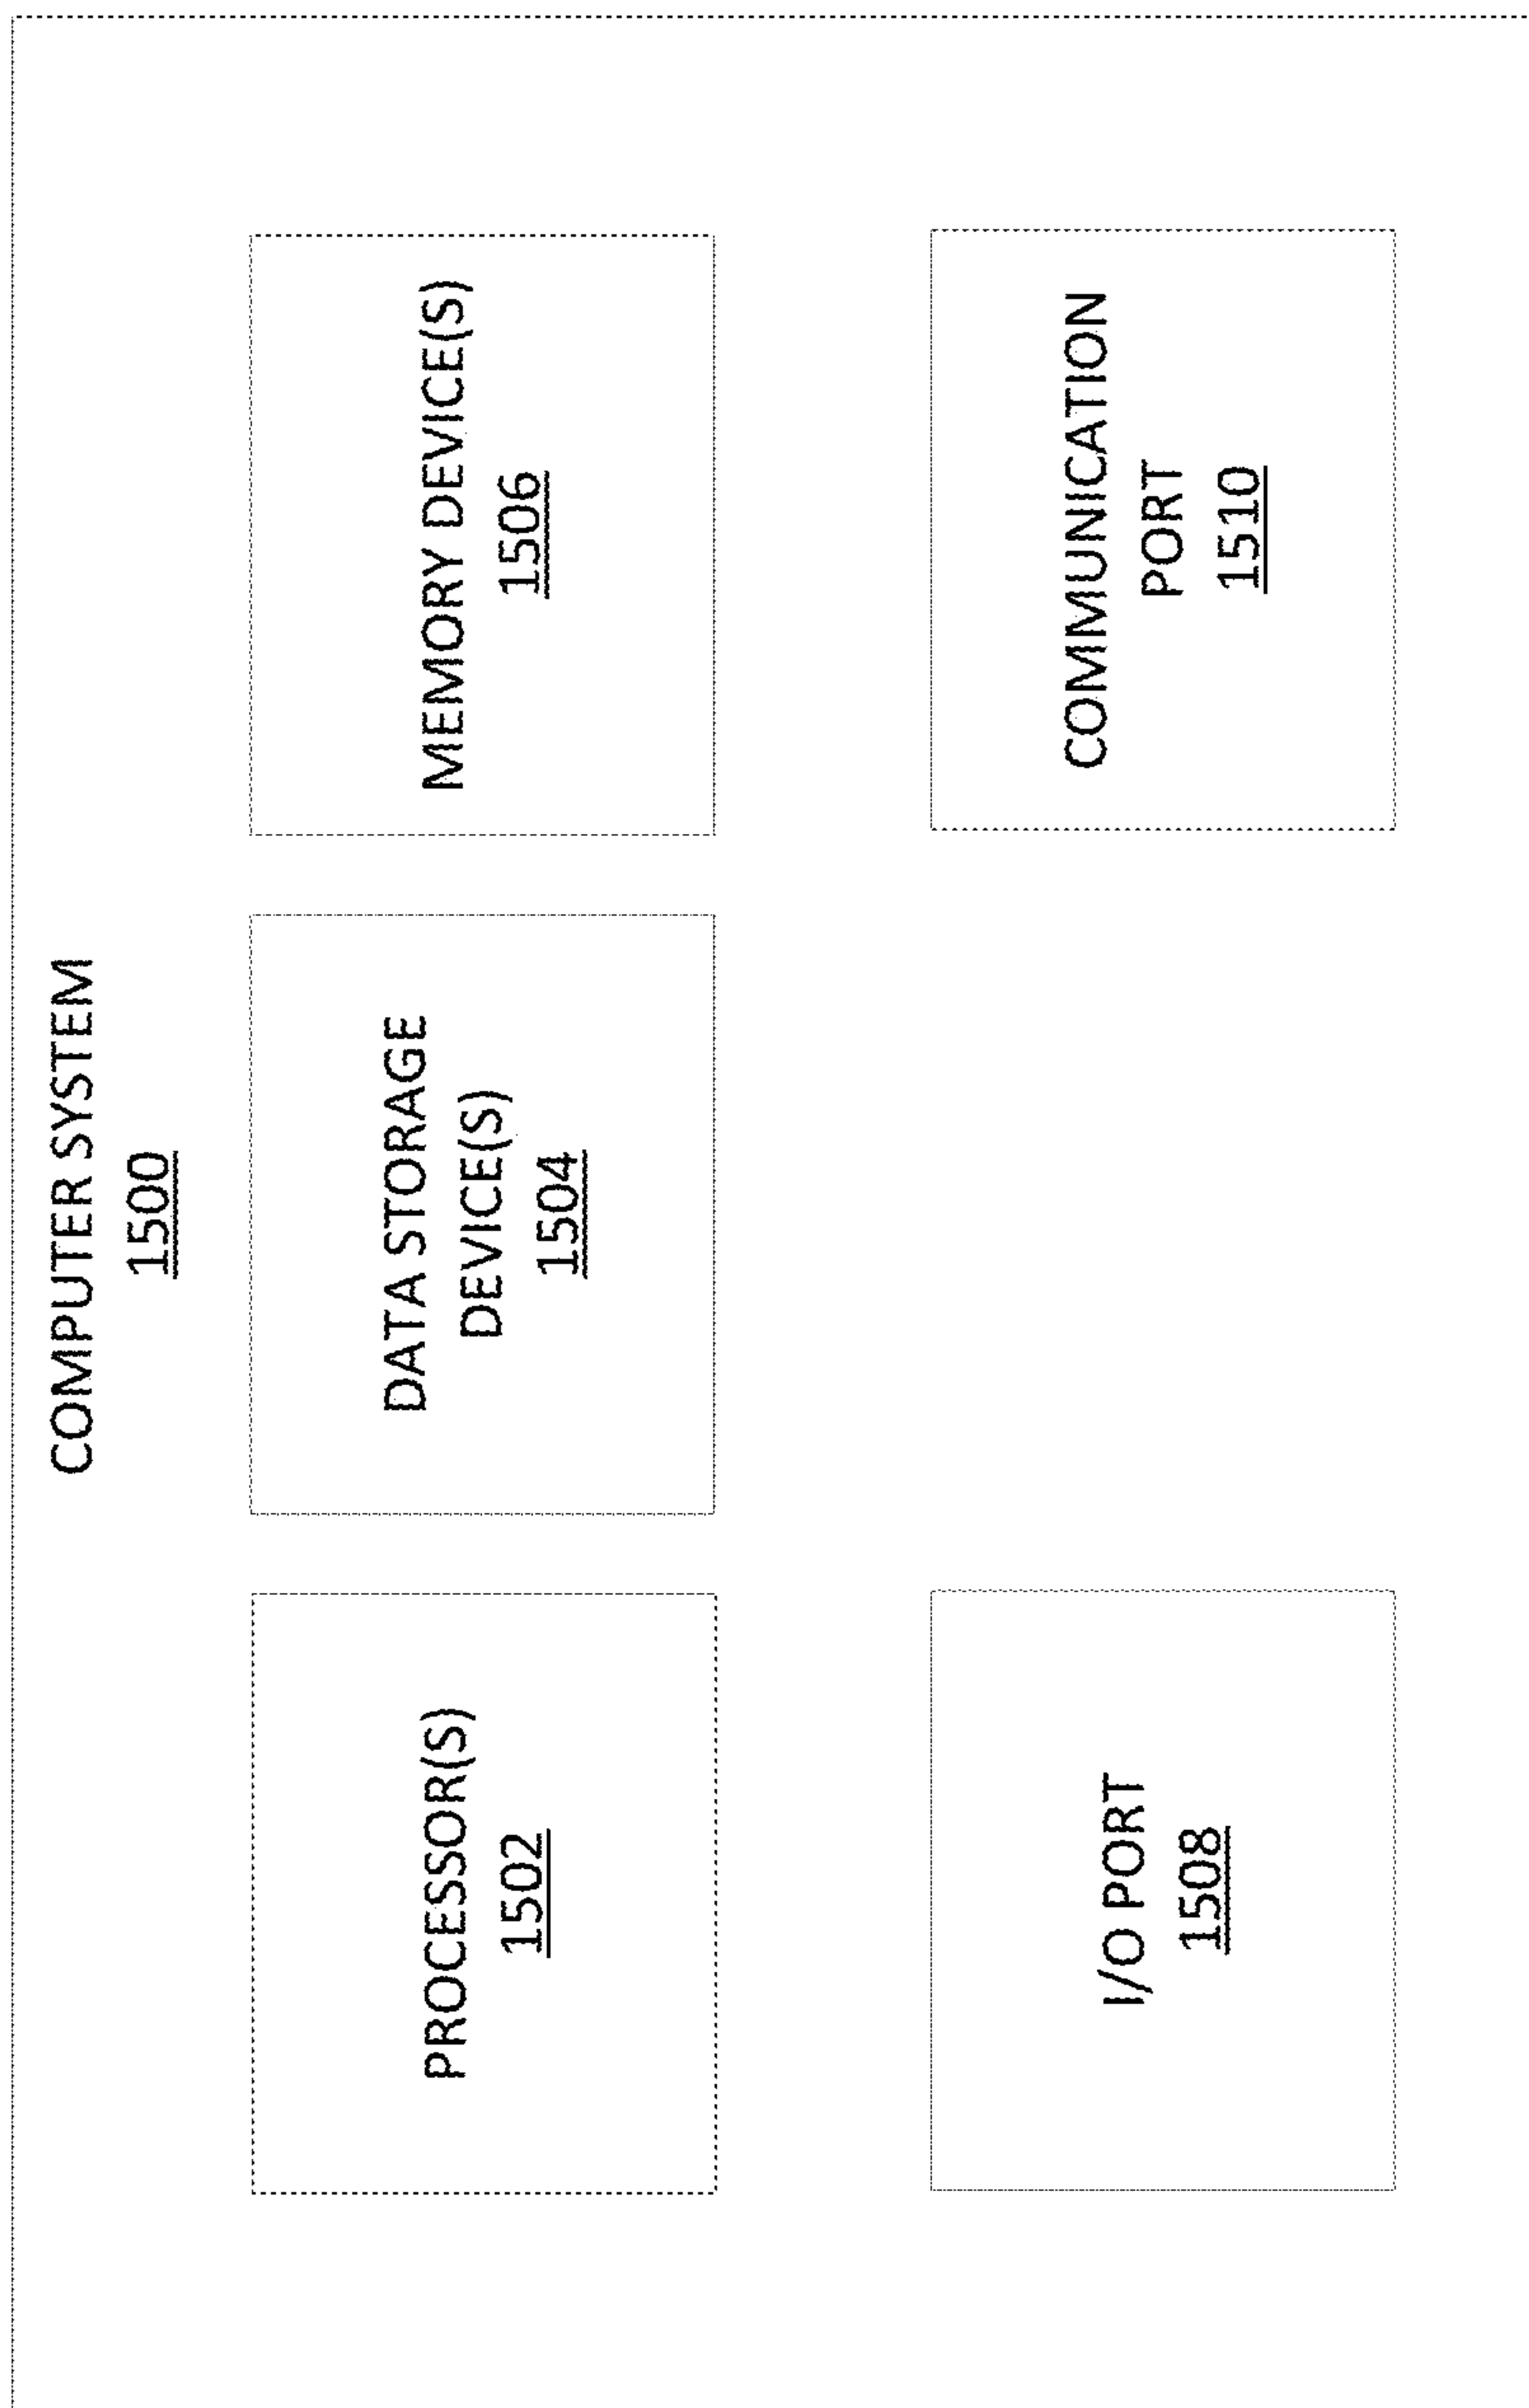 COMPUTER SYSTEM
1500
PROCESSOR(S)
1502
DATA STORAGE
DEVICE(S)
1504
MEMORY DEVICE(S)
1506
I/O PORT
1508
COMMUNICATION
PORT
1510